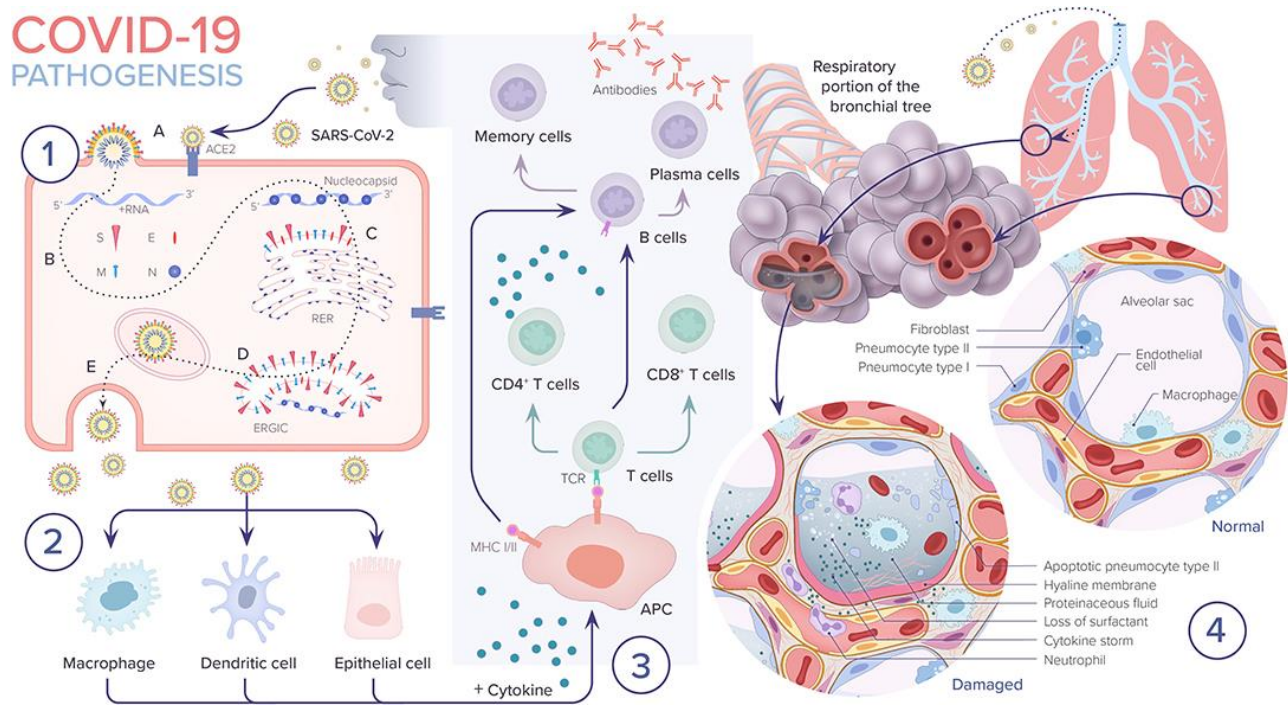 COVID-19
PATHOGENESIS
1
A
ACE2
SARS-CoV-2
5'
+RNA
3'
Nucleocapsid
5'
3'
B
S
E
M
N
C
RER
D
E
ERGIC
2
Macrophage
Dendritic cell
Epithelial cell
+ Cytokine
3
Antibodies
Memory cells
Plasma cells
B cells
CD4+ T cells
CD8+ T cells
TCR
T cells
MHC I/II
APC
Respiratory
portion of the
bronchial tree
Alveolar sac
Fibroblast
Pneumocyte type II
Pneumocyte type I
Endothelial
cell
Macrophage
Normal
Apoptotic pneumocyte type II
Hyaline membrane
Proteinaceous fluid
Loss of surfactant
Cytokine storm
Neutrophil
4
Damaged